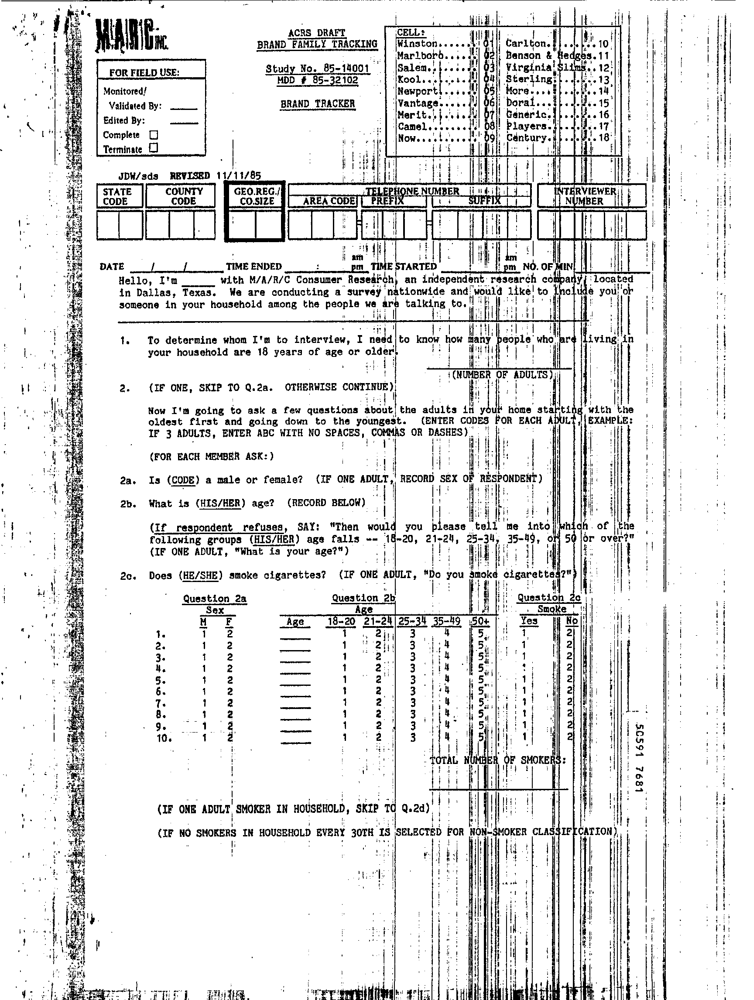 M/A/R/C INC.
ACRS DRAFT
BRAND FAMILY TRACKING
Study No. 85-14001
MDD # 85-32102
BRAND TRACKER
CELL:
Winston.......01 Carlton.......10
Marlboro......02 Benson & Hedges.11
Salem.........03 Virginia Slims..12
Kool..........04 Sterling......13
Newport.......05 More..........14
Vantage.......06 Doral.........15
Merit.........07 Generic.......16
Camel.........08 Players.......17
Now...........09 Century.......18
FOR FIELD USE:
Monitored/
Validated By: ____
Edited By: ____
Complete □
Terminate □
JDW/sds REVISED 11/11/85
STATE CODE COUNTY CODE GEO.REG./ CO.SIZE TELEPHONE NUMBER INTERVIEWER NUMBER
AREA CODE PREFIX SUFFIX
am am
DATE / / TIME ENDED : pm TIME STARTED pm NO. OF MIN.
Hello, I'm ____ with M/A/R/C Consumer Research, an independent research company located
in Dallas, Texas. We are conducting a survey nationwide and would like to include you or
someone in your household among the people we are talking to.
1. To determine whom I'm to interview, I need to know how many people who are living in
your household are 18 years of age or older.
(NUMBER OF ADULTS)
2. (IF ONE, SKIP TO Q.2a. OTHERWISE CONTINUE)
Now I'm going to ask a few questions about the adults in your home starting with the
oldest first and going down to the youngest. (ENTER CODES FOR EACH ADULT, EXAMPLE:
IF 3 ADULTS, ENTER ABC WITH NO SPACES, COMMAS OR DASHES)
(FOR EACH MEMBER ASK:)
2a. Is (CODE) a male or female? (IF ONE ADULT, RECORD SEX OF RESPONDENT)
2b. What is (HIS/HER) age? (RECORD BELOW)
(If respondent refuses, SAY: "Then would you please tell me into which of the
following groups (HIS/HER) age falls -- 18-20, 21-24, 25-34, 35-49, or 50 or over?"
(IF ONE ADULT, "What is your age?")
2c. Does (HE/SHE) smoke cigarettes? (IF ONE ADULT, "Do you smoke cigarettes?")
Question 2a Question 2b Question 2c
Sex Age Smoke
M F Age 18-20 21-24 25-34 35-49 50+ Yes No
1. 1 2 ____ 1 2 3 4 5 1 2
2. 1 2 ____ 1 2 3 4 5 1 2
3. 1 2 ____ 1 2 3 4 5 1 2
4. 1 2 ____ 1 2 3 4 5 1 2
5. 1 2 ____ 1 2 3 4 5 1 2
6. 1 2 ____ 1 2 3 4 5 1 2
7. 1 2 ____ 1 2 3 4 5 1 2
8. 1 2 ____ 1 2 3 4 5 1 2
9. 1 2 ____ 1 2 3 4 5 1 2
10. 1 2 ____ 1 2 3 4 5 1 2
TOTAL NUMBER OF SMOKERS:
(IF ONE ADULT SMOKER IN HOUSEHOLD, SKIP TO Q.2d)
(IF NO SMOKERS IN HOUSEHOLD EVERY 30TH IS SELECTED FOR NON-SMOKER CLASSIFICATION)
50591 7681